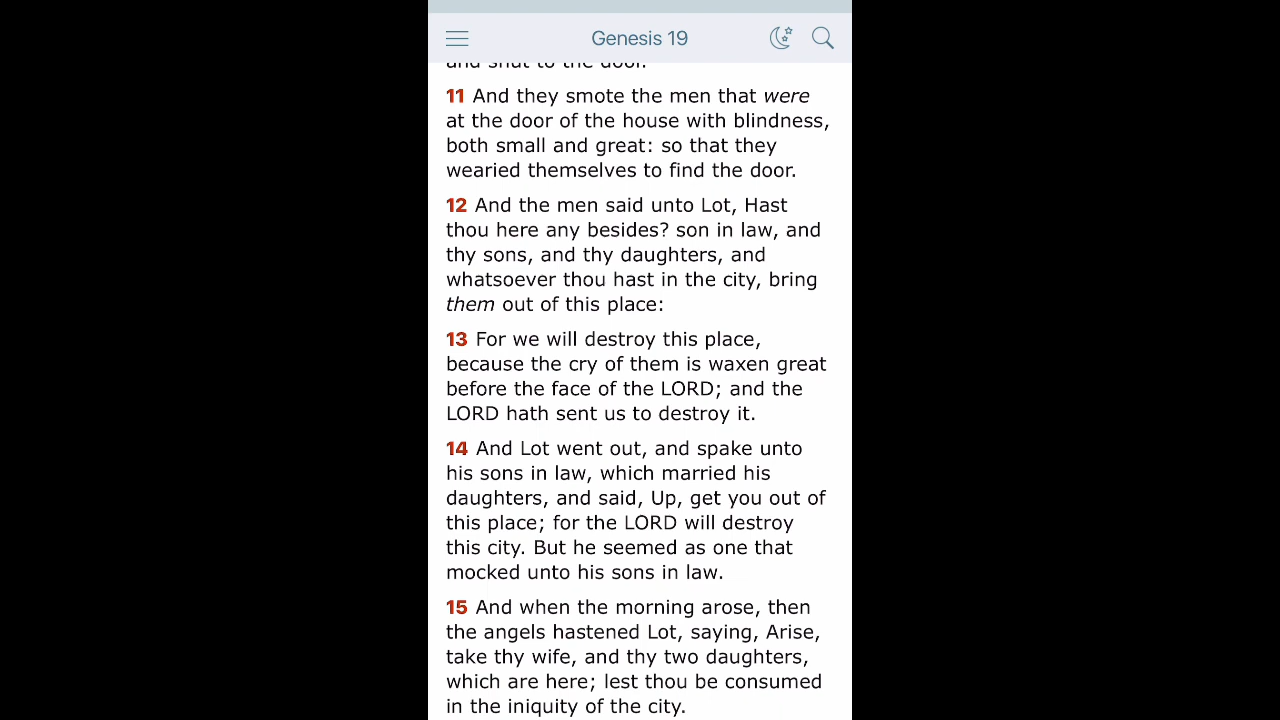 Genesis 19
and shut to the door.
11 And they smote the men that were
at the door of the house with blindness,
both small and great: so that they
wearied themselves to find the door.
12 And the men said unto Lot, Hast
thou here any besides? son in law, and
thy sons, and thy daughters, and
whatsoever thou hast in the city, bring
them out of this place:
13 For we will destroy this place,
because the cry of them is waxen great
before the face of the LORD; and the
LORD hath sent us to destroy it.
14 And Lot went out, and spake unto
his sons in law, which married his
daughters, and said, Up, get you out of
this place; for the LORD will destroy
this city. But he seemed as one that
mocked unto his sons in law.
15 And when the morning arose, then
the angels hastened Lot, saying, Arise,
take thy wife, and thy two daughters,
which are here; lest thou be consumed
in the iniquity of the city.